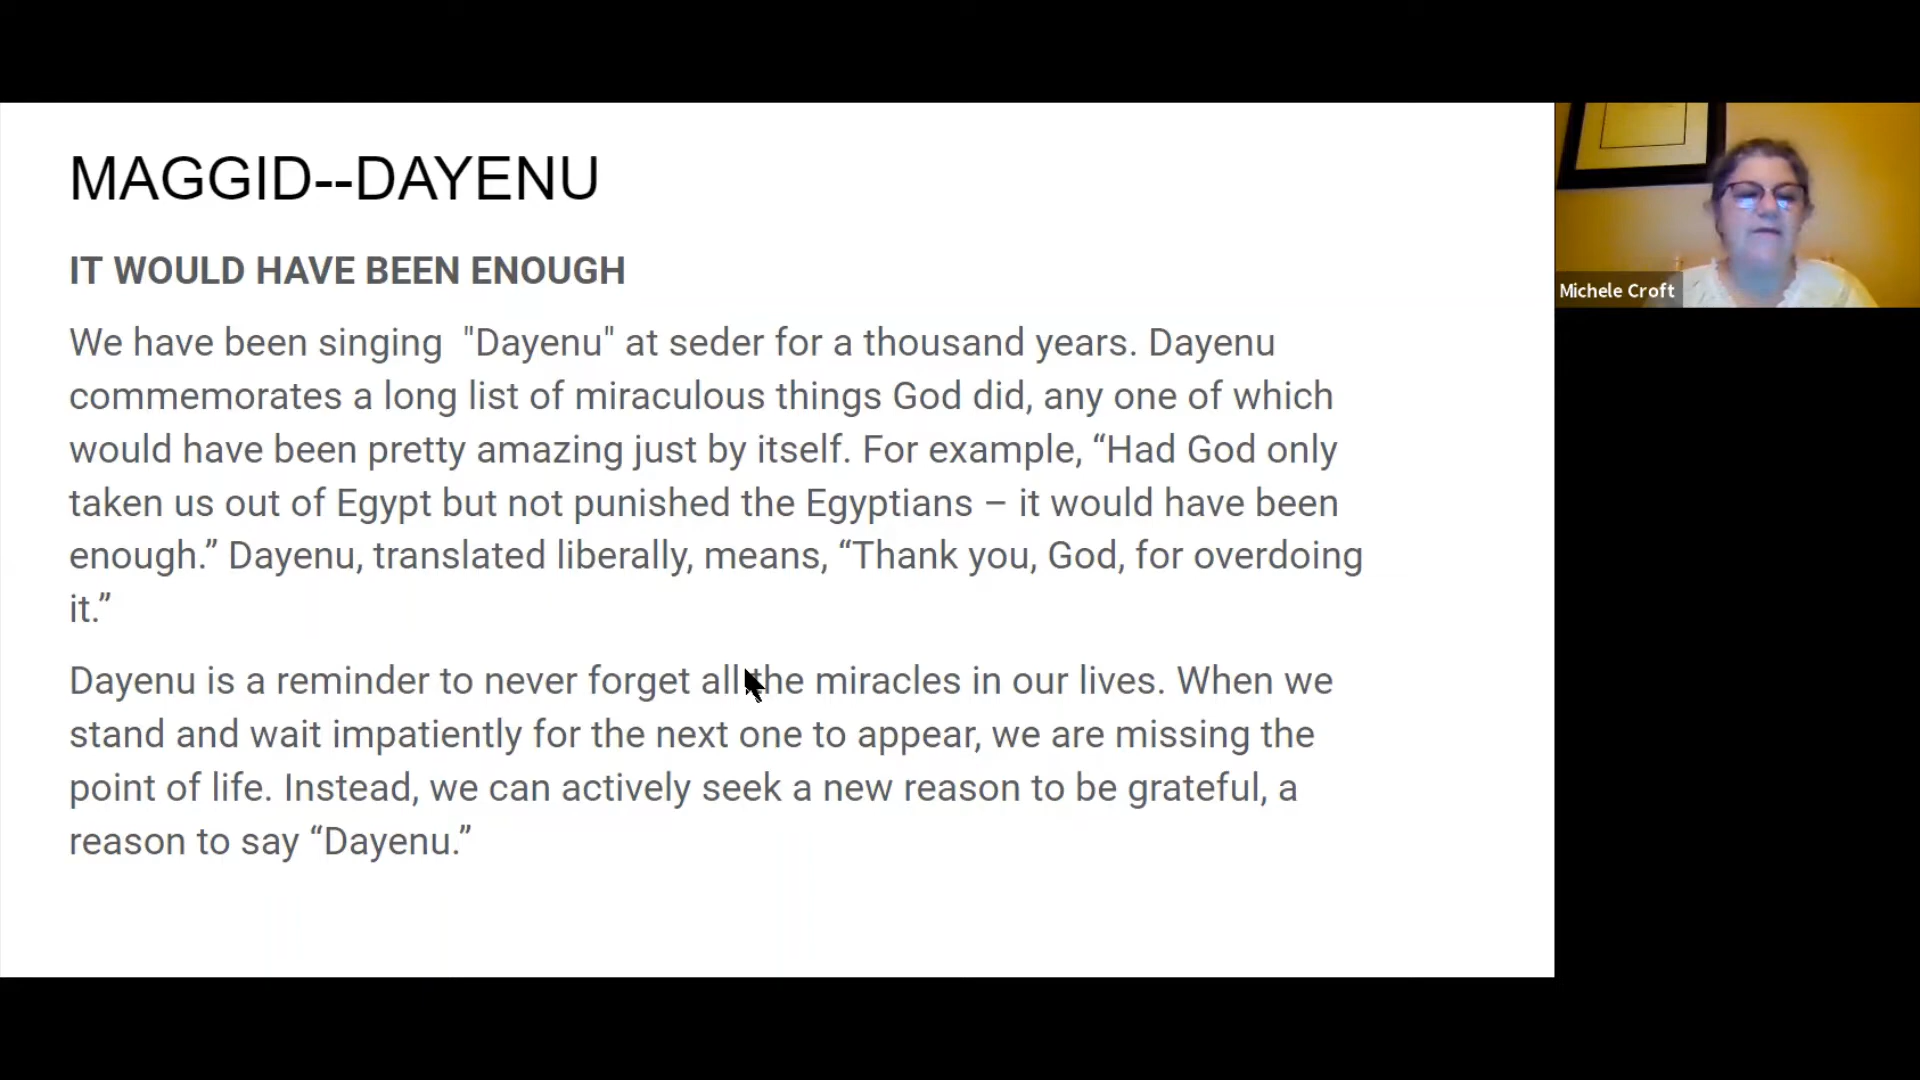 MAGGID--DAYENU
IT WOULD HAVE BEEN ENOUGH
We have been singing  "Dayenu" at seder for a thousand years. Dayenu
commemorates a long list of miraculous things God did, any one of which
would have been pretty amazing just by itself. For example, “Had God only
taken us out of Egypt but not punished the Egyptians – it would have been
enough.” Dayenu, translated liberally, means, “Thank you, God, for overdoing
it.”
Dayenu is a reminder to never forget all the miracles in our lives. When we
stand and wait impatiently for the next one to appear, we are missing the
point of life. Instead, we can actively seek a new reason to be grateful, a
reason to say “Dayenu.”
Michele Croft